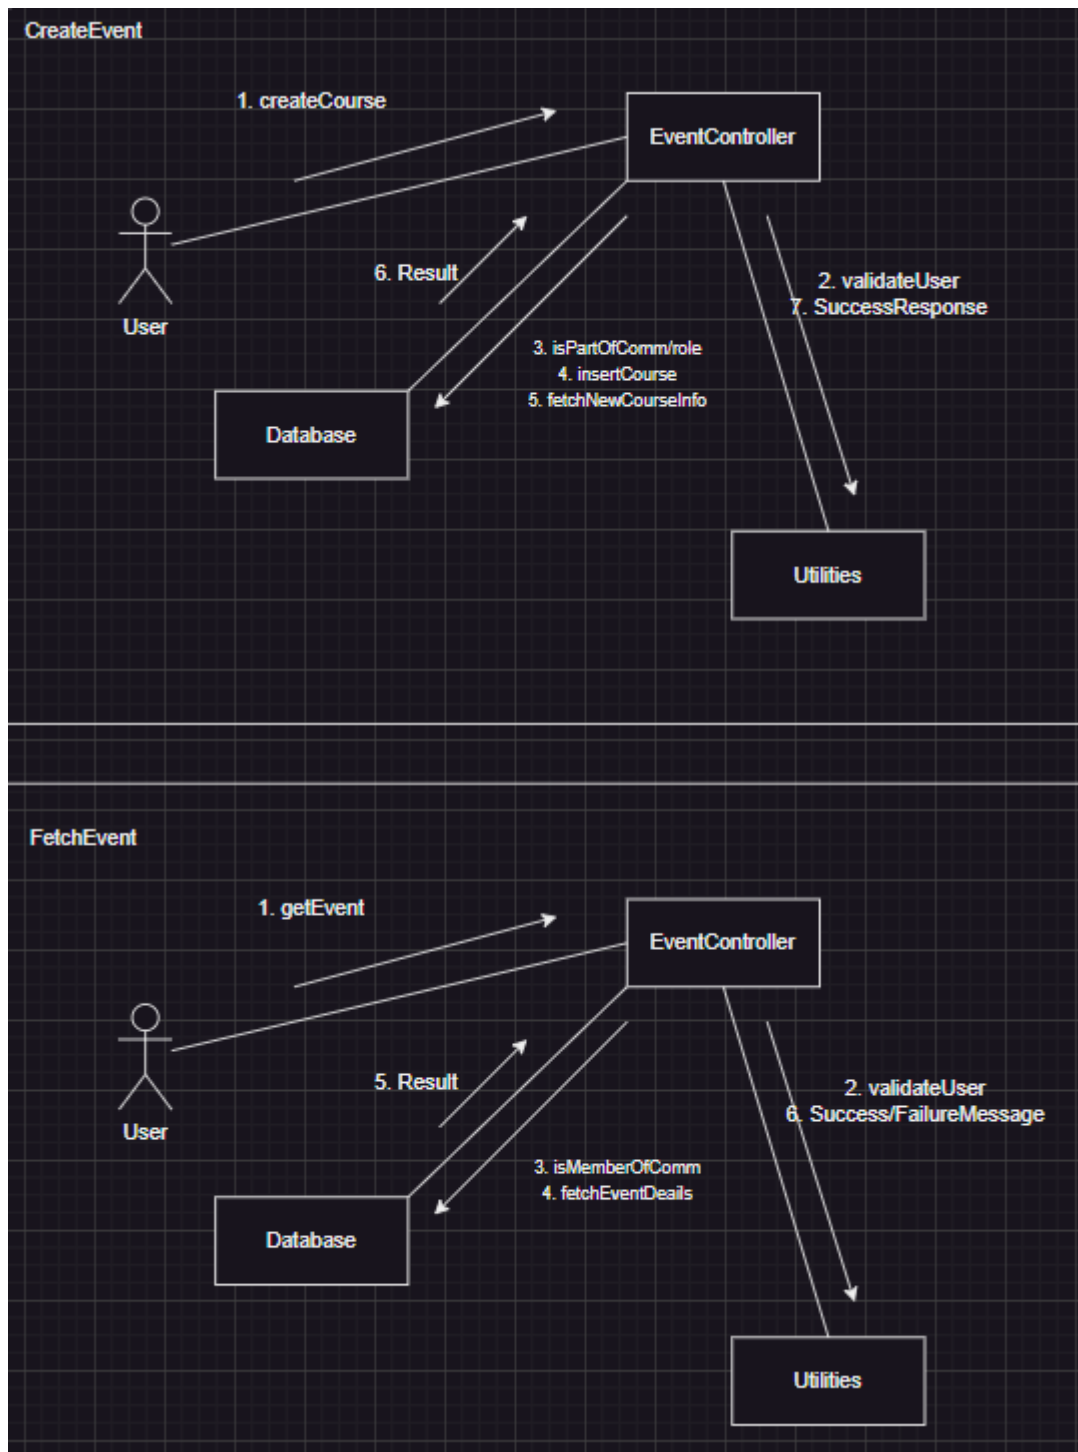 CreateEvent
1. createCourse
EventController
6. Result
2. validateUser
7. SuccessResponse
User
3. isPartOfComm/role
4. insertCourse
5. fetchNewCourseInfo
Database
Utilities
FetchEvent
1. getEvent
EventController
5. Result
2. validateUser
6. Success/FailureMessage
User
3. isMemberOfComm
4. fetchEventDeails
Database
Utilities